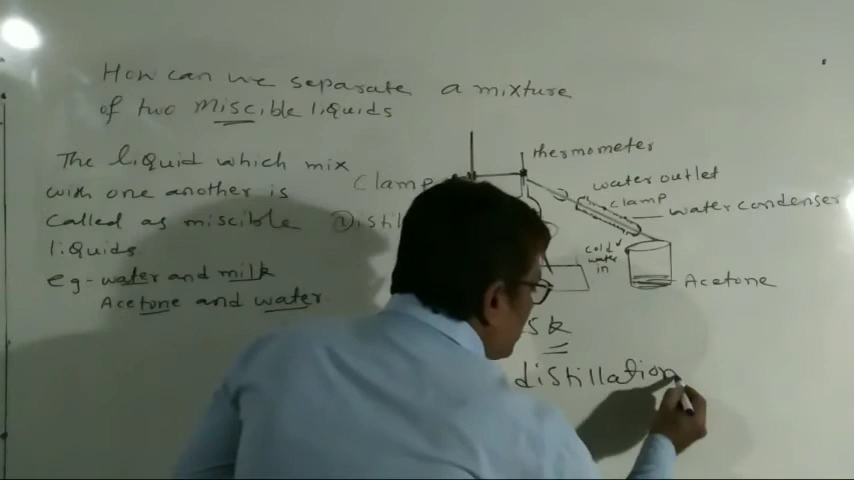 How can we separate a mixture
of two Miscible liquids
The liquid which mix
with one another is
called as miscible
liquids
eg- water and milk
Acetone and water
thermometer
Clamp
water outlet
clamp
water condenser
cold
water
in
Acetone
distillation